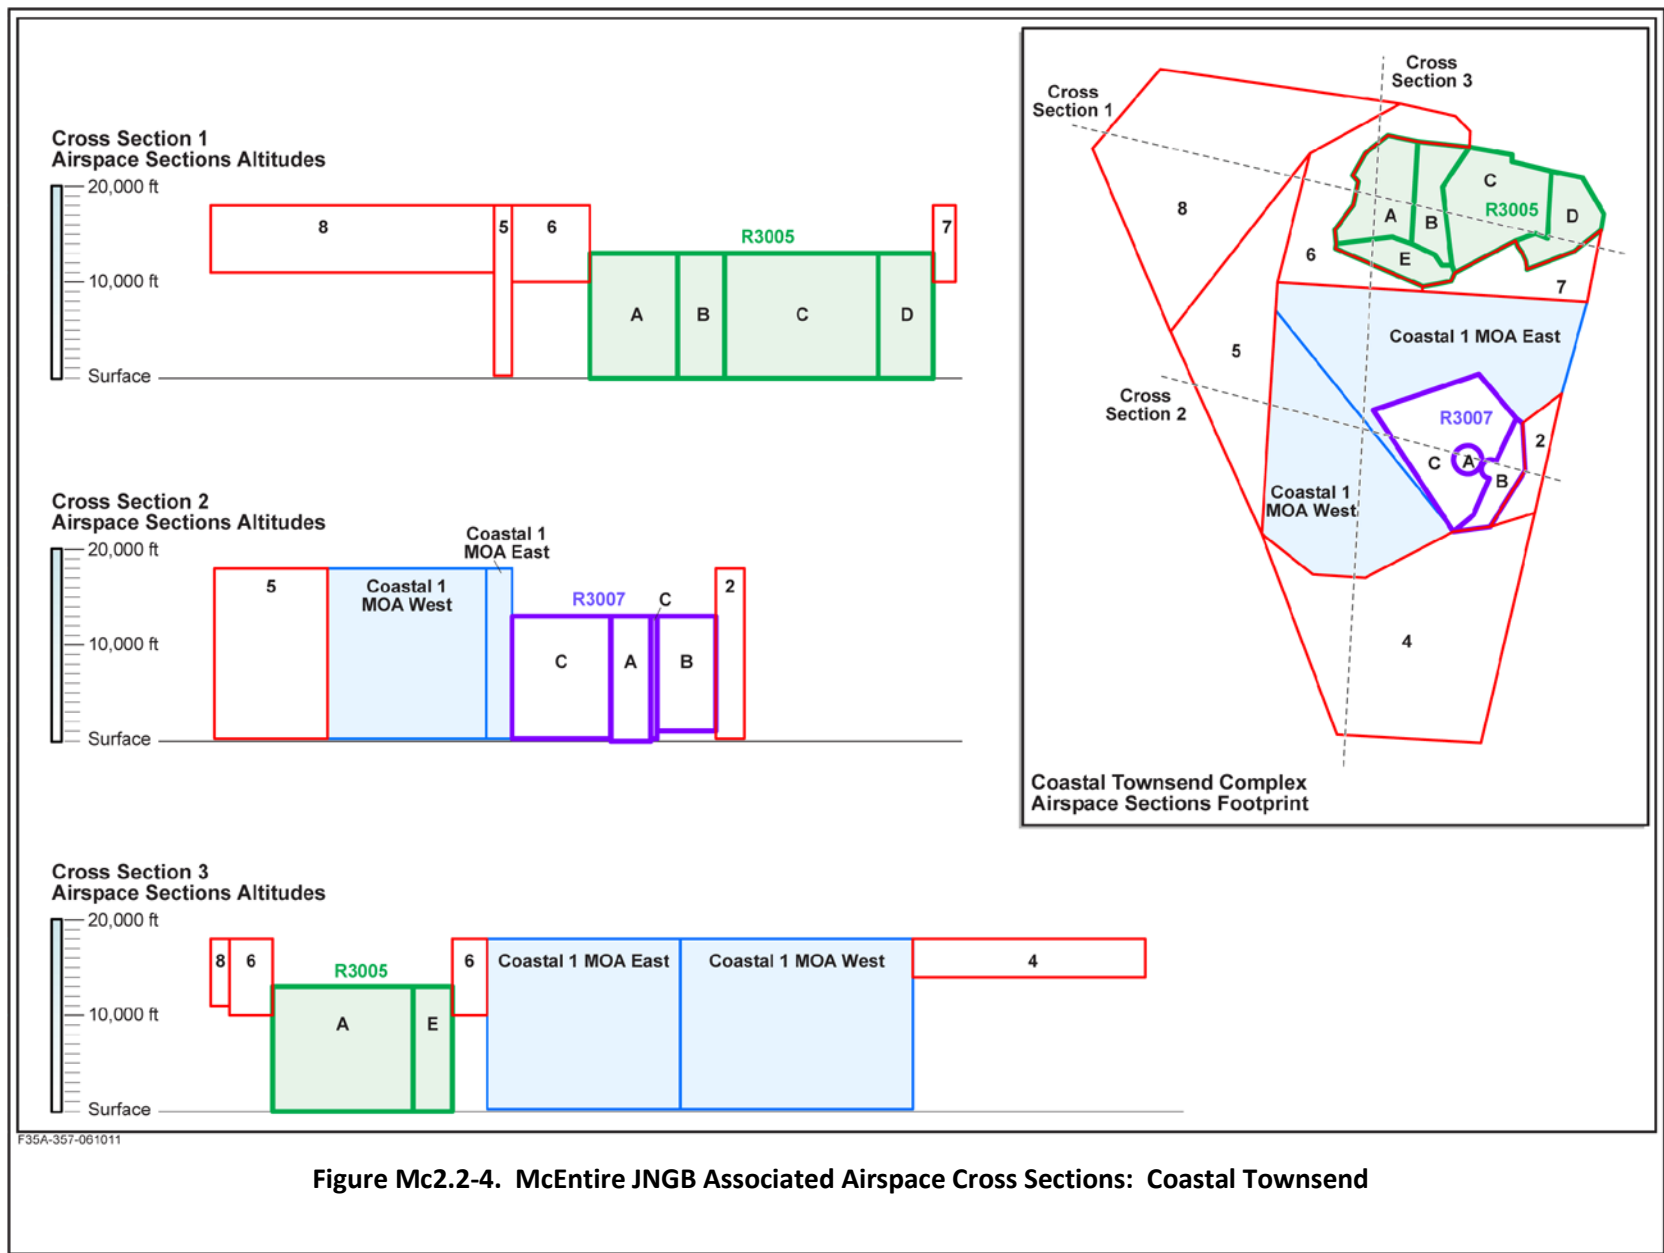 Cross Section 1
Airspace Sections Altitudes
20,000 ft
10,000 ft
Surface
8
5
6
R3005
7
A
B
C
D
Cross Section 2
Airspace Sections Altitudes
20,000 ft
10,000 ft
Surface
5
Coastal 1
MOA West
Coastal 1
MOA East
R3007
C
C
A
B
2
Cross Section 3
Airspace Sections Altitudes
20,000 ft
10,000 ft
Surface
8
6
R3005
A
E
6
Coastal 1 MOA East
Coastal 1 MOA West
4
Cross
Section 3
Cross
Section 1
8
C
R3005
A
B
D
E
6
7
5
Coastal 1 MOA East
Cross
Section 2
R3007
2
C
A
B
Coastal 1
MOA West
4
Coastal Townsend Complex
Airspace Sections Footprint
F35A-357-061011
Figure Mc2.2-4. McEntire JNGB Associated Airspace Cross Sections: Coastal Townsend